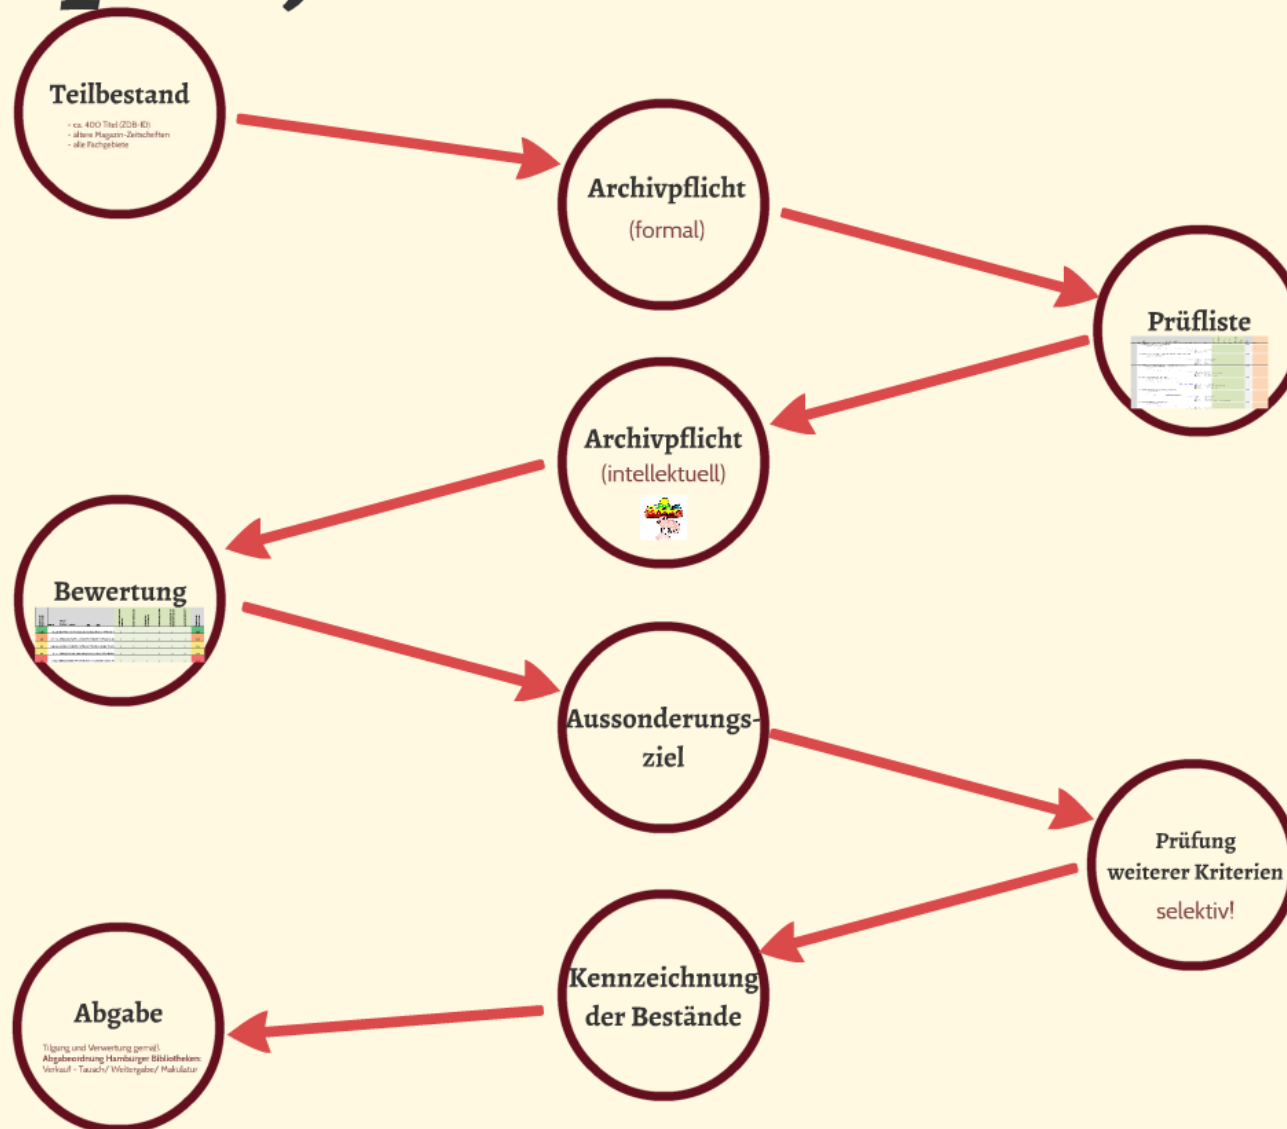 Teilbestand
- ca. 400 Titel (ZDB-ID)
- ältere Magazin-Zeitschriften
- alle Fachgebiete
Archivpflicht
(formal)
Prüfliste
Archivpflicht
(intellektuell)
Bewertung
Aussonderungs-
ziel
Prüfung
weiterer Kriterien
selektiv!
Kennzeichnung
der Bestände
Abgabe
Tilgung und Verwertung gemäß
Abgabeordnung Hamburger Bibliotheken:
Verkauf - Tausch/ Weitergabe/ Makulatur